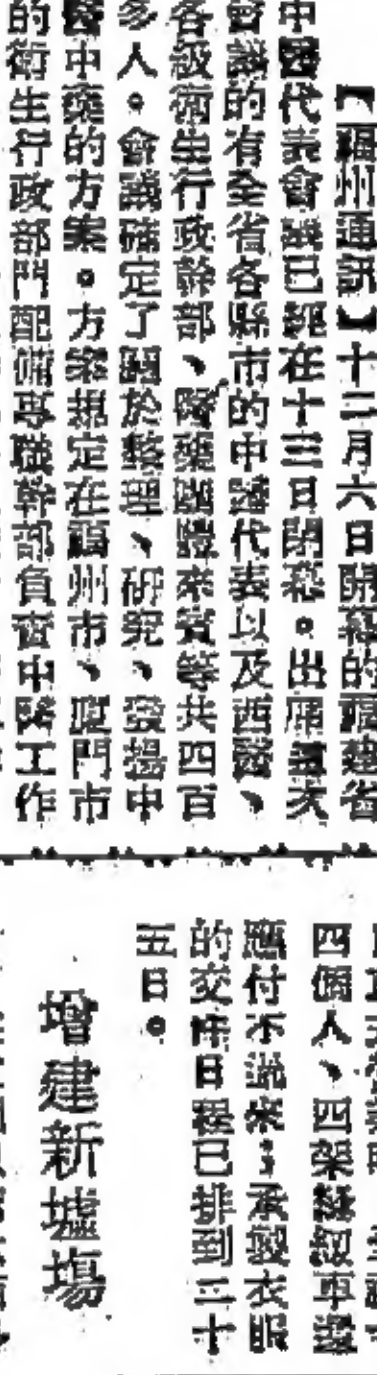 【福州通訊】十二月六日開幕的福建省
中醫代表會議已經在十三日閉幕。出席這次
會議的有全省各縣市的中醫代表以及西醫、
各級衛生行政幹部、醫藥團體來賓等共四百
多人。會議確定了關於整理、研究、發揚中
醫中藥的方案。方案規定在福州市、廈門市
的衛生行政部門配備專職幹部負責中醫工作
四個人、四架縫紉車還
應付不過來；承製衣服
的交件日程已排到二十
五日。
增建新墟場